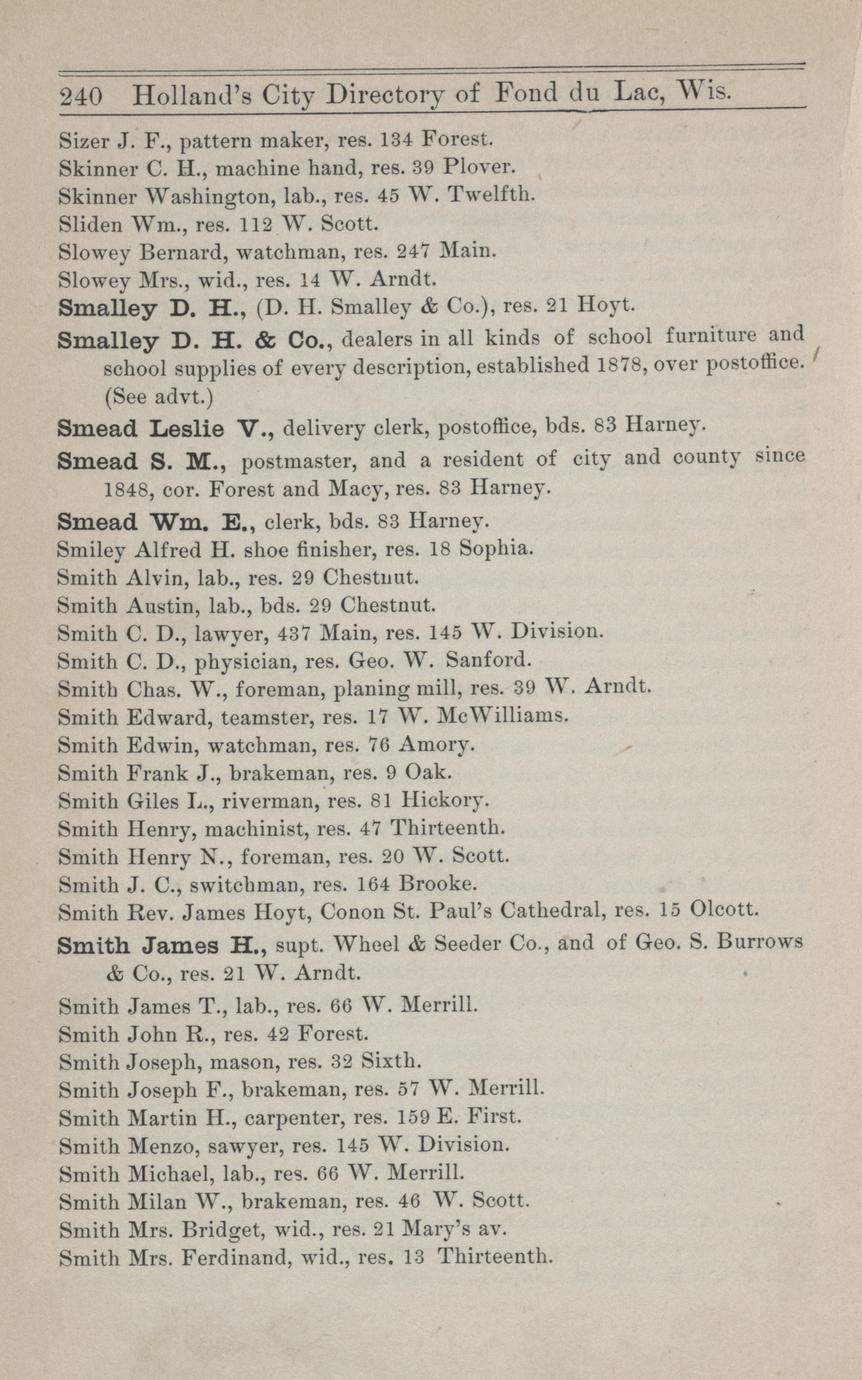 240 Holland's City Directory of Fond du Lac, Wis.
Sizer J. F., pattern maker, res. 134 Forest.
Skinner C. H., machine hand, res. 39 Plover.
Skinner Washington, lab., res. 45 W. Twelfth.
Sliden Wm., res. 112 W. Scott.
Slowey Bernard, watchman, res. 247 Main.
Slowey Mrs., wid., res. 14 W. Arndt.
Smalley D. H., (D. H. Smalley & Co.), res. 21 Hoyt.
Smalley D. H. & Co., dealers in all kinds of school furniture and
school supplies of every description, established 1878, over postoffice.
(See advt.)
Smead Leslie V., delivery clerk, postoffice, bds. 83 Harney.
Smead S. M., postmaster, and a resident of city and county since
1848, cor. Forest and Macy, res. 83 Harney.
Smead Wm. E., clerk, bds. 83 Harney.
Smiley Alfred H. shoe finisher, res. 18 Sophia.
Smith Alvin, lab., res. 29 Chestnut.
Smith Austin, lab., bds. 29 Chestnut.
Smith C. D., lawyer, 437 Main, res. 145 W. Division.
Smith C. D., physician, res. Geo. W. Sanford.
Smith Chas. W., foreman, planing mill, res. 39 W. Arndt.
Smith Edward, teamster, res. 17 W. McWilliams.
Smith Edwin, watchman, res. 76 Amory.
Smith Frank J., brakeman, res. 9 Oak.
Smith Giles L., riverman, res. 81 Hickory.
Smith Henry, machinist, res. 47 Thirteenth.
Smith Henry N., foreman, res. 20 W. Scott.
Smith J. C., switchman, res. 164 Brooke.
Smith Rev. James Hoyt, Conon St. Paul's Cathedral, res. 15 Olcott.
Smith James H., supt. Wheel & Seeder Co., and of Geo. S. Burrows
& Co., res. 21 W. Arndt.
Smith James T., lab., res. 66 W. Merrill.
Smith John R., res. 42 Forest.
Smith Joseph, mason, res. 32 Sixth.
Smith Joseph F., brakeman, res. 57 W. Merrill.
Smith Martin H., carpenter, res. 159 E. First.
Smith Menzo, sawyer, res. 145 W. Division.
Smith Michael, lab., res. 66 W. Merrill.
Smith Milan W., brakeman, res. 46 W. Scott.
Smith Mrs. Bridget, wid., res. 21 Mary's av.
Smith Mrs. Ferdinand, wid., res. 13 Thirteenth.